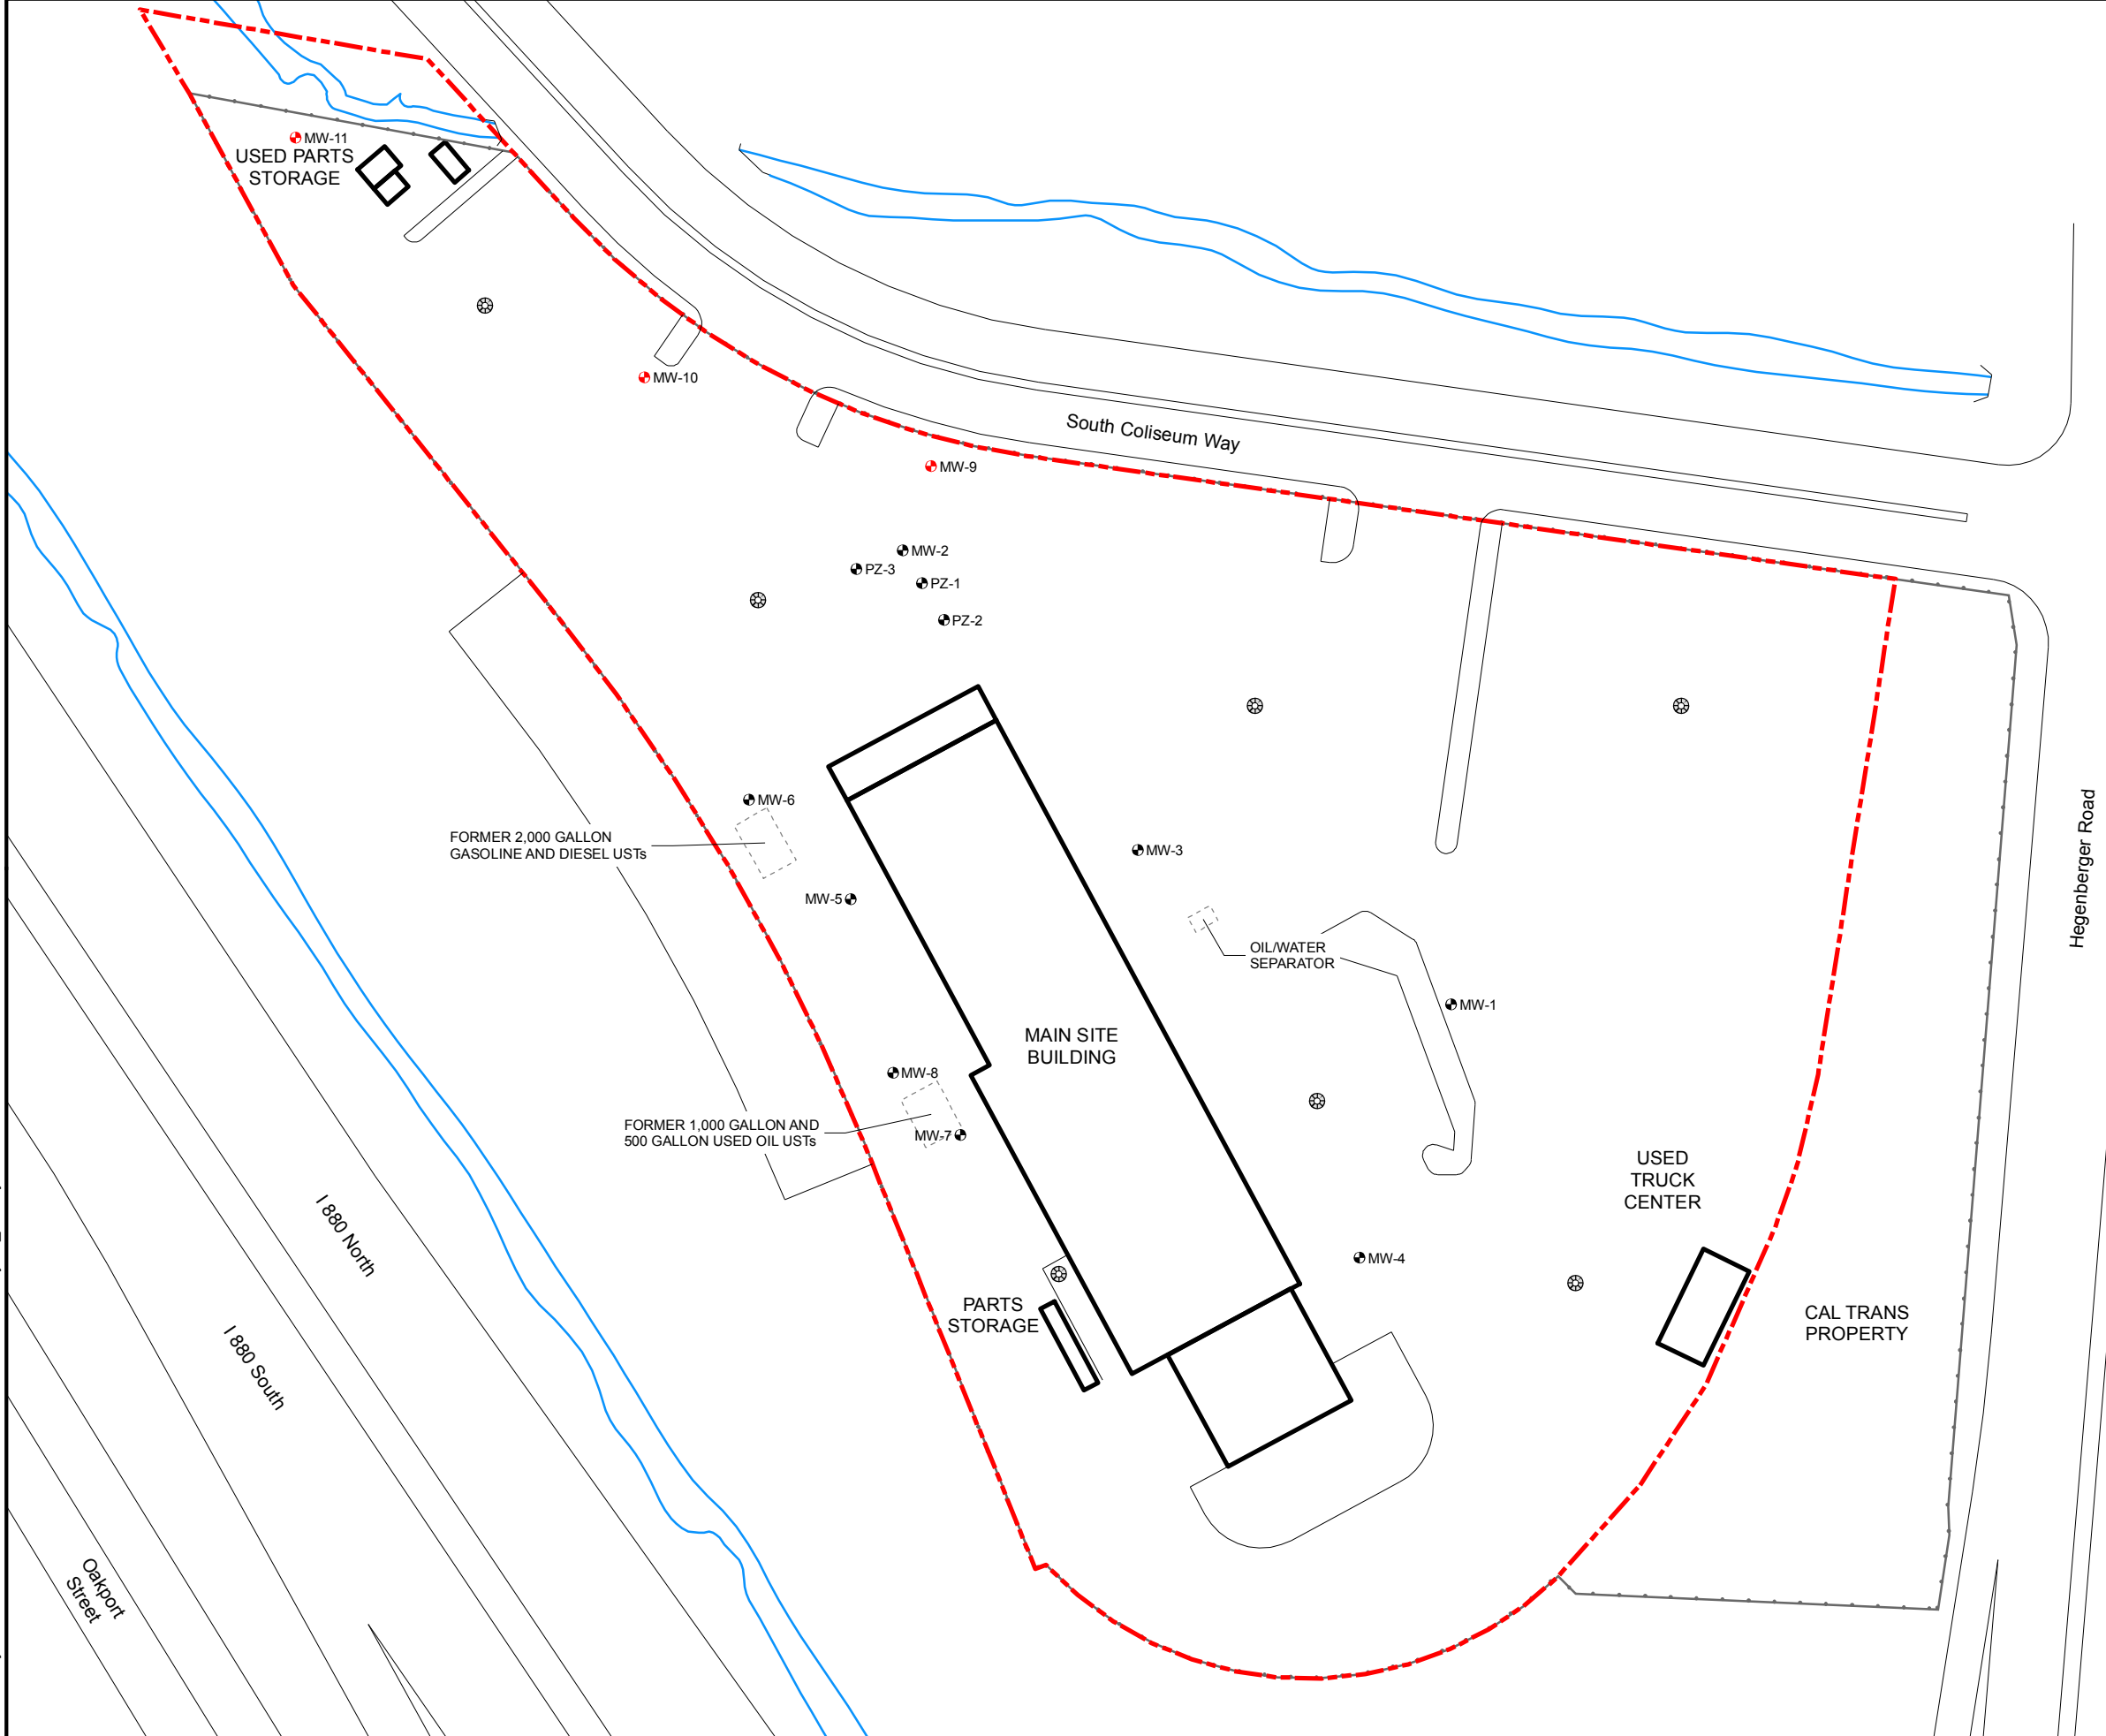 MW-11
USED PARTS
STORAGE
MW-10
South Coliseum Way
MW-9
MW-2
PZ-3
PZ-1
PZ-2
MW-6
FORMER 2,000 GALLON
GASOLINE AND DIESEL USTs
MW-3
MW-5
Hegenberger Road
OIL/WATER
SEPARATOR
MW-1
MAIN SITE
BUILDING
MW-8
FORMER 1,000 GALLON AND
500 GALLON USED OIL USTs
MW-7
USED
TRUCK
CENTER
I 880 North
MW-4
PARTS
STORAGE
CAL TRANS
PROPERTY
I 880 South
Oakport
Street